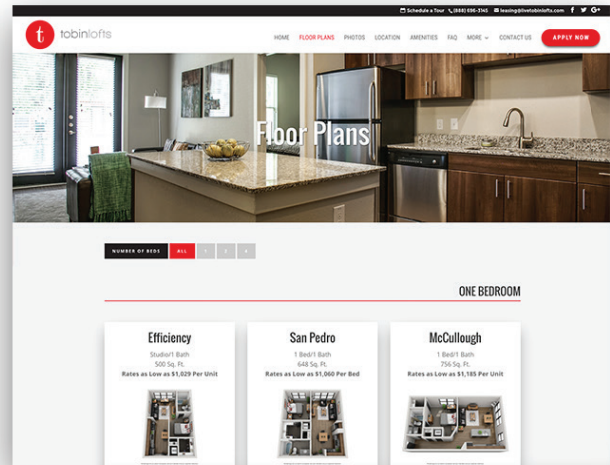 Schedule a Tour (888) 696-3145 leasing@livetobinlofts.com f G+
t tobinlofts HOME FLOOR PLANS PHOTOS LOCATION AMENITIES FAQ MORE CONTACT US APPLY NOW
Floor Plans
NUMBER OF BEDS ALL 1 2 4
ONE BEDROOM
Efficiency
Studio/1 Bath
500 Sq. Ft.
Rates as Low as $1,029 Per Unit
San Pedro
1 Bed/1 Bath
648 Sq. Ft.
Rates as Low as $1,060 Per Bed
McCullough
1 Bed/1 Bath
756 Sq. Ft.
Rates as Low as $1,185 Per Unit